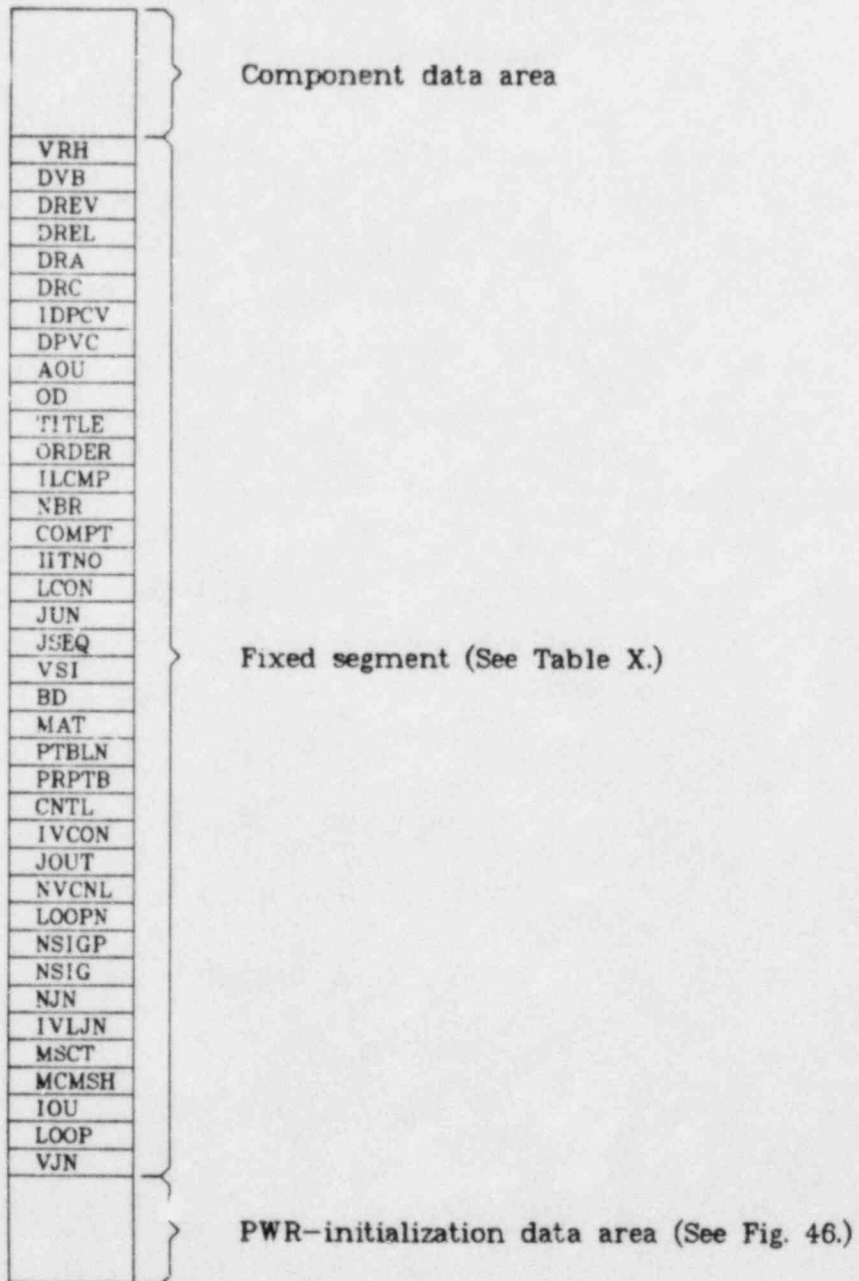 Component data area
VRH
DVB
DREV
DREL
DRA
DRC
IDPCV
DPVC
AOU
OD
TITLE
ORDER
ILCMP
NBR
COMPT
IITNO
LCON
JUN
JSEQ
Fixed segment (See Table X.)
VSI
BD
MAT
PTBLN
PRPTB
CNTL
IVCON
JOUT
NVCNL
LOOPN
NSIGP
NSIG
NJN
IVLJN
MSCT
MCMSH
IOU
LOOP
VJN
PWR-initialization data area (See Fig. 46.)